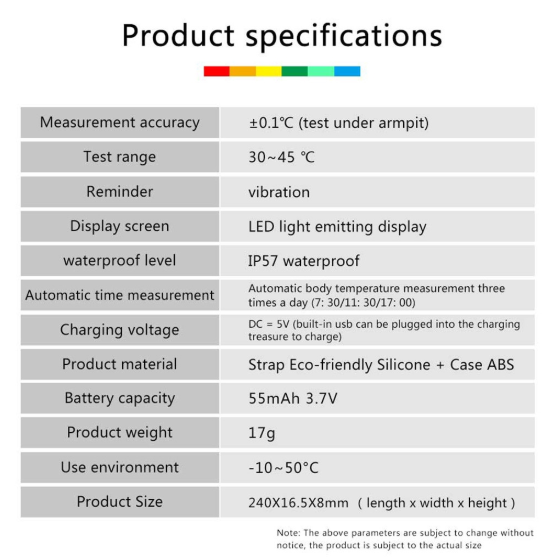 Product specifications
Measurement accuracy ±0.1℃ (test under armpit)
Test range 30~45 ℃
Reminder vibration
Display screen LED light emitting display
waterproof level IP57 waterproof
Automatic time measurement Automatic body temperature measurement three
times a day (7: 30/11: 30/17: 00)
Charging voltage DC = 5V (built-in usb can be plugged into the charging
treasure to charge)
Product material Strap Eco-friendly Silicone + Case ABS
Battery capacity 55mAh 3.7V
Product weight 17g
Use environment -10~50°C
Product Size 240X16.5X8mm ( length x width x height )
Note: The above parameters are subject to change without
notice, the product is subject to the actual size